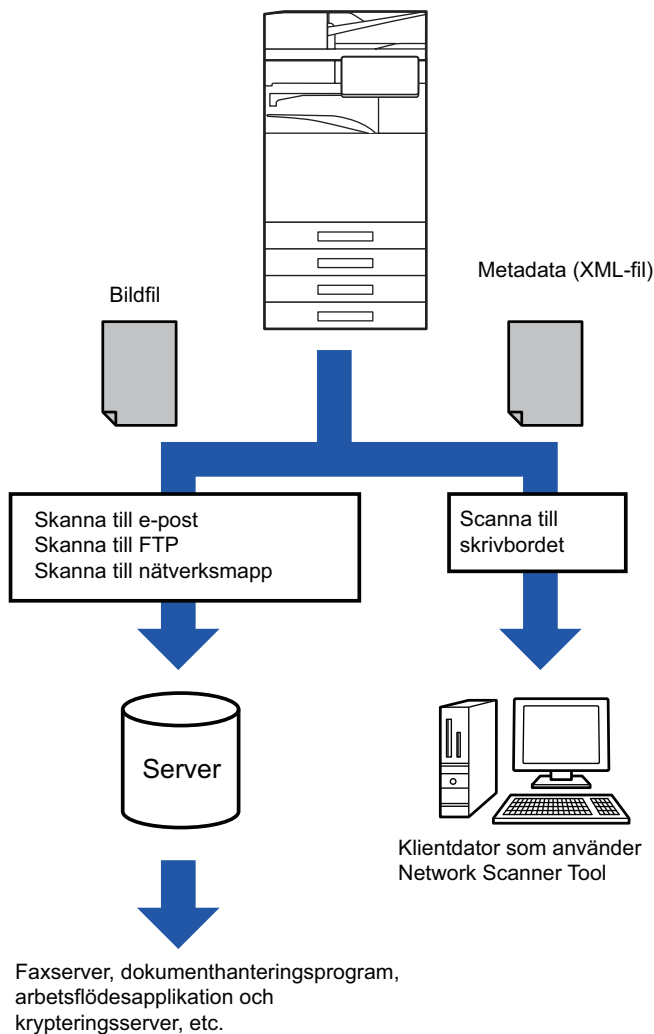 Metadata (XML-fil)
Bildfil
Skanna till e-post
Skanna till FTP
Skanna till nätverksmapp
Scanna till
skrivbordet
Server
Klientdator som använder
Network Scanner Tool
Faxserver, dokumenthanteringsprogram,
arbetsflödesapplikation och
krypteringsserver, etc.